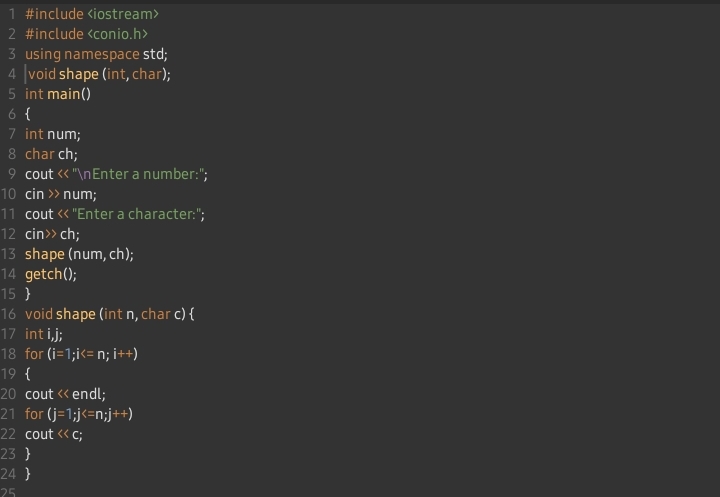 1 #include <iostream>
2 #include <conio.h>
3 using namespace std;
4 void shape (int, char);
5 int main()
6 {
7 int num;
8 char ch;
9 cout << "\nEnter a number:";
10 cin >> num;
11 cout << "Enter a character:";
12 cin>> ch;
13 shape (num, ch);
14 getch();
15 }
16 void shape (int n, char c) {
17 int i,j;
18 for (i=1;i<= n; i++)
19 {
20 cout << endl;
21 for (j=1;j<=n;j++)
22 cout << c;
23 }
24 }
25